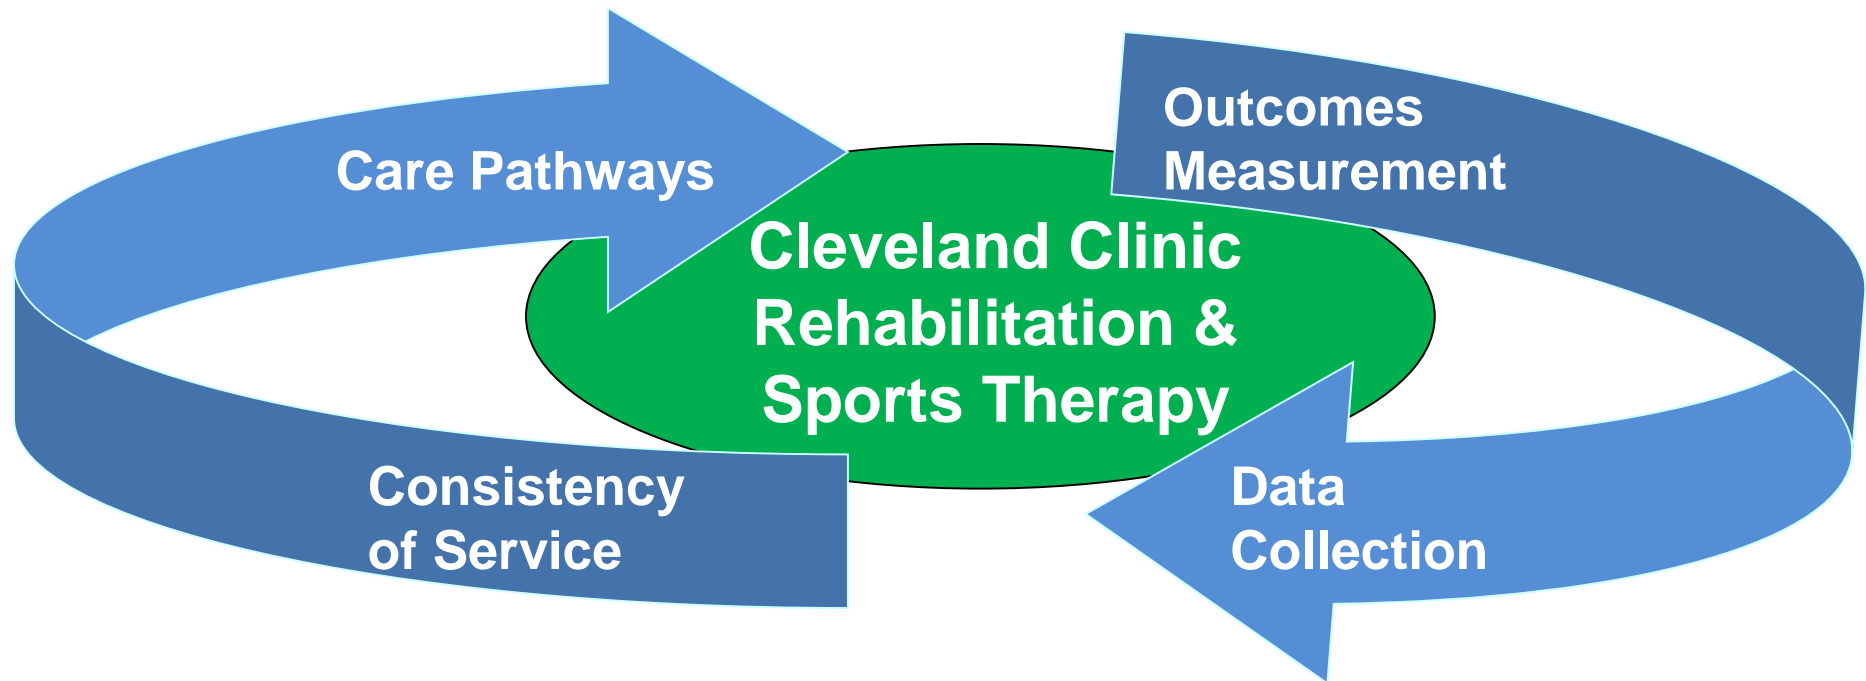 Care Pathways
Outcomes
Measurement
Cleveland Clinic
Rehabilitation &
Sports Therapy
Consistency
of Service
Data
Collection